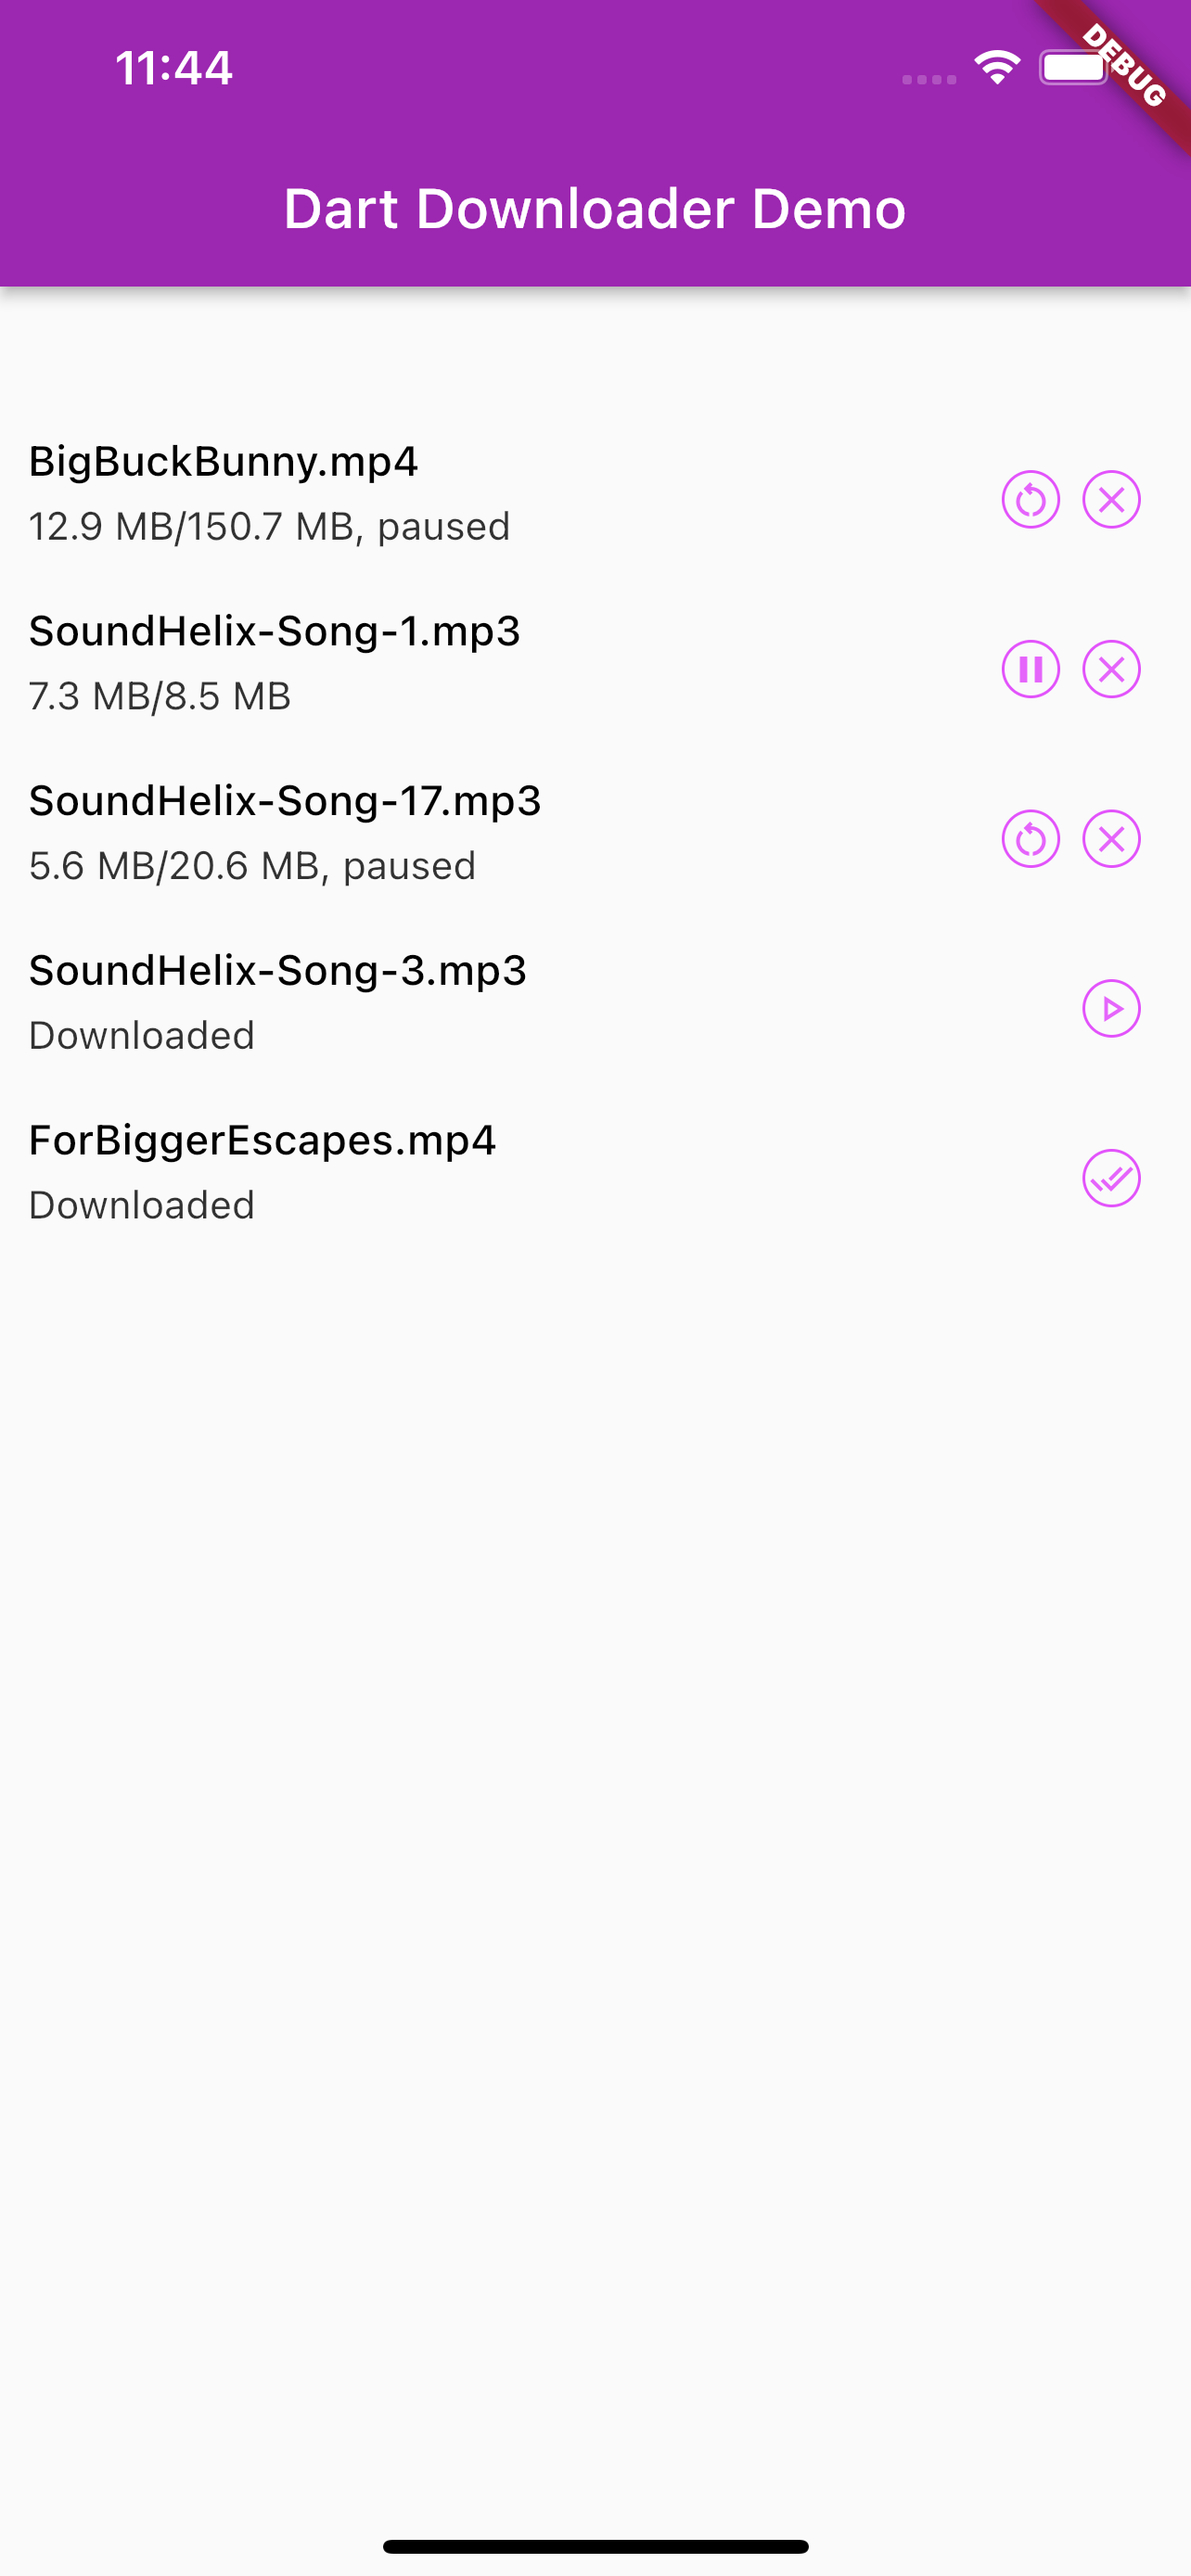 11:44
DEBUG
Dart Downloader Demo
BigBuckBunny.mp4
12.9 MB/150.7 MB, paused
SoundHelix-Song-1.mp3
7.3 MB/8.5 MB
SoundHelix-Song-17.mp3
5.6 MB/20.6 MB, paused
SoundHelix-Song-3.mp3
Downloaded
ForBiggerEscapes.mp4
Downloaded